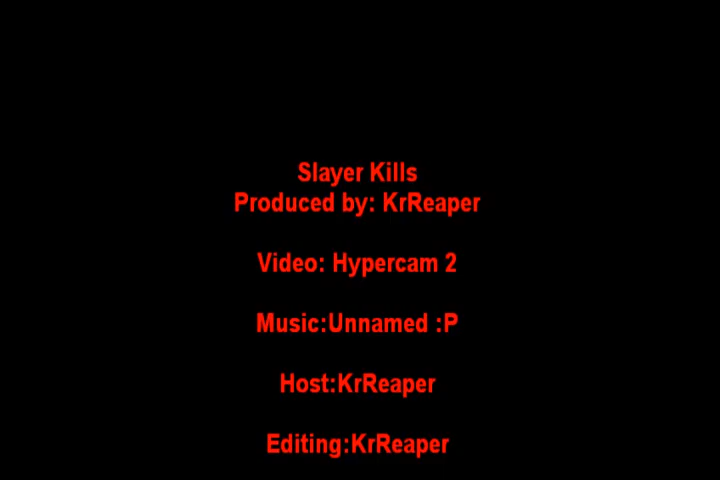 Slayer Kills
Produced by: KrReaper
Video: Hypercam 2
Music:Unnamed :P
Host:KrReaper
Editing:KrReaper